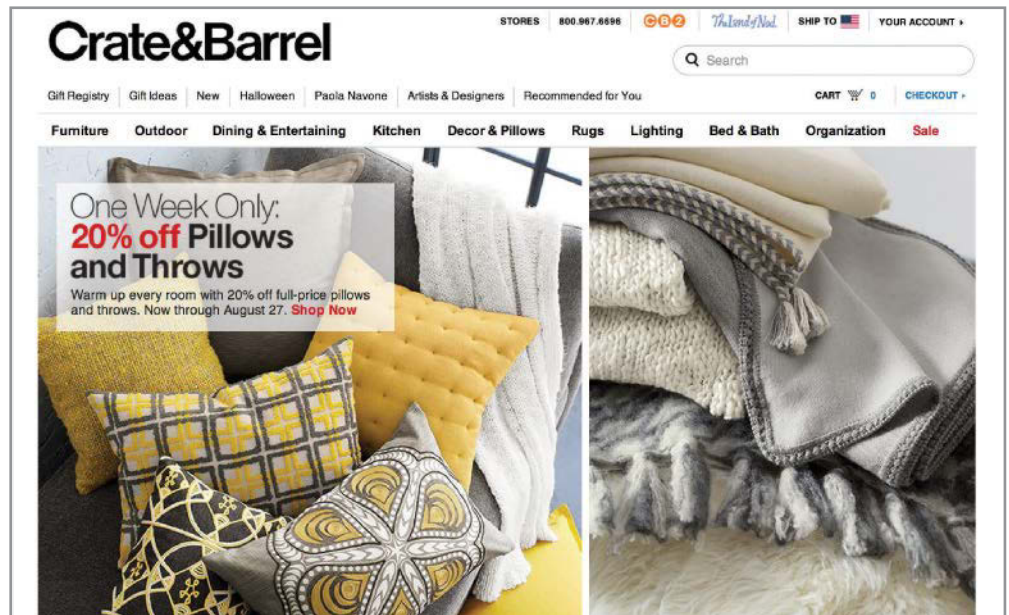 Crate&Barrel
STORES 800.967.6696 CB2 The Land of Nod SHIP TO YOUR ACCOUNT
Search
Gift Registry Gift Ideas New Halloween Paola Navone Artists & Designers Recommended for You CART 0 CHECKOUT
Furniture Outdoor Dining & Entertaining Kitchen Decor & Pillows Rugs Lighting Bed & Bath Organization Sale
One Week Only:
20% off Pillows
and Throws
Warm up every room with 20% off full-price pillows
and throws. Now through August 27. Shop Now